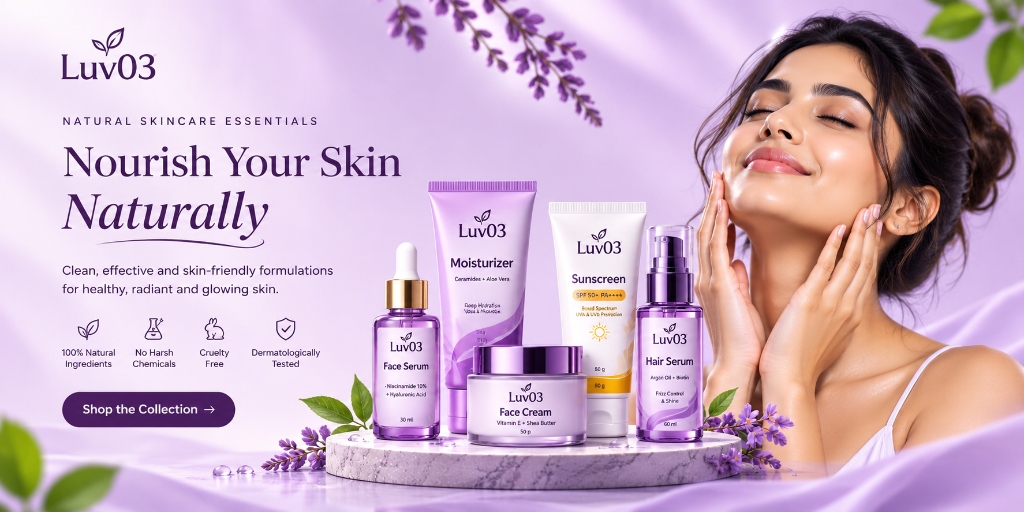 Luv03
NATURAL SKINCARE ESSENTIALS
Nourish Your Skin
Naturally
Clean, effective and skin-friendly formulations
for healthy, radiant and glowing skin.
100% Natural
Ingredients
No Harsh
Chemicals
Cruelty
Free
Dermatologically
Tested
Shop the Collection →
Luv03
Face Serum
Niacinamide 10%
+ Hyaluronic Acid
30 ml
Luv03
Moisturizer
Ceramides + Aloe Vera
Luv03
Face Cream
Vitamin E + Shea Butter
50 g
Luv03
Sunscreen
SPF 50+ PA++++
Broad Spectrum
UVA & UVB
50 g
50 g
Luv03
Hair Serum
Argan Oil + Biotin
Frizz Control
& Shine
60 ml